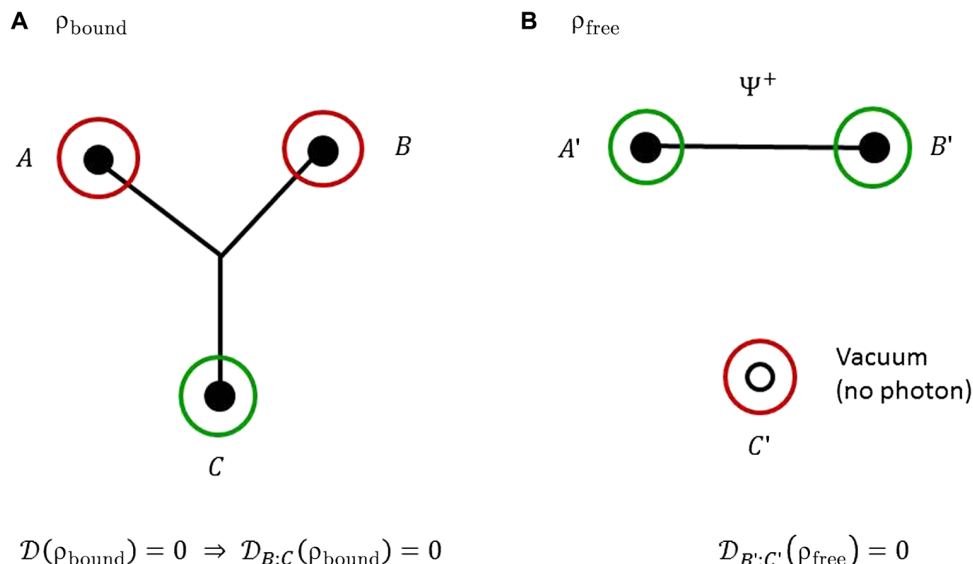 A ρbound
A
B
C
𝒟(ρbound) = 0 ⇒ 𝒟B:C(ρbound) = 0
B ρfree
Ψ+
A'
B'
Vacuum
(no photon)
C'
𝒟B':C'(ρfree) = 0